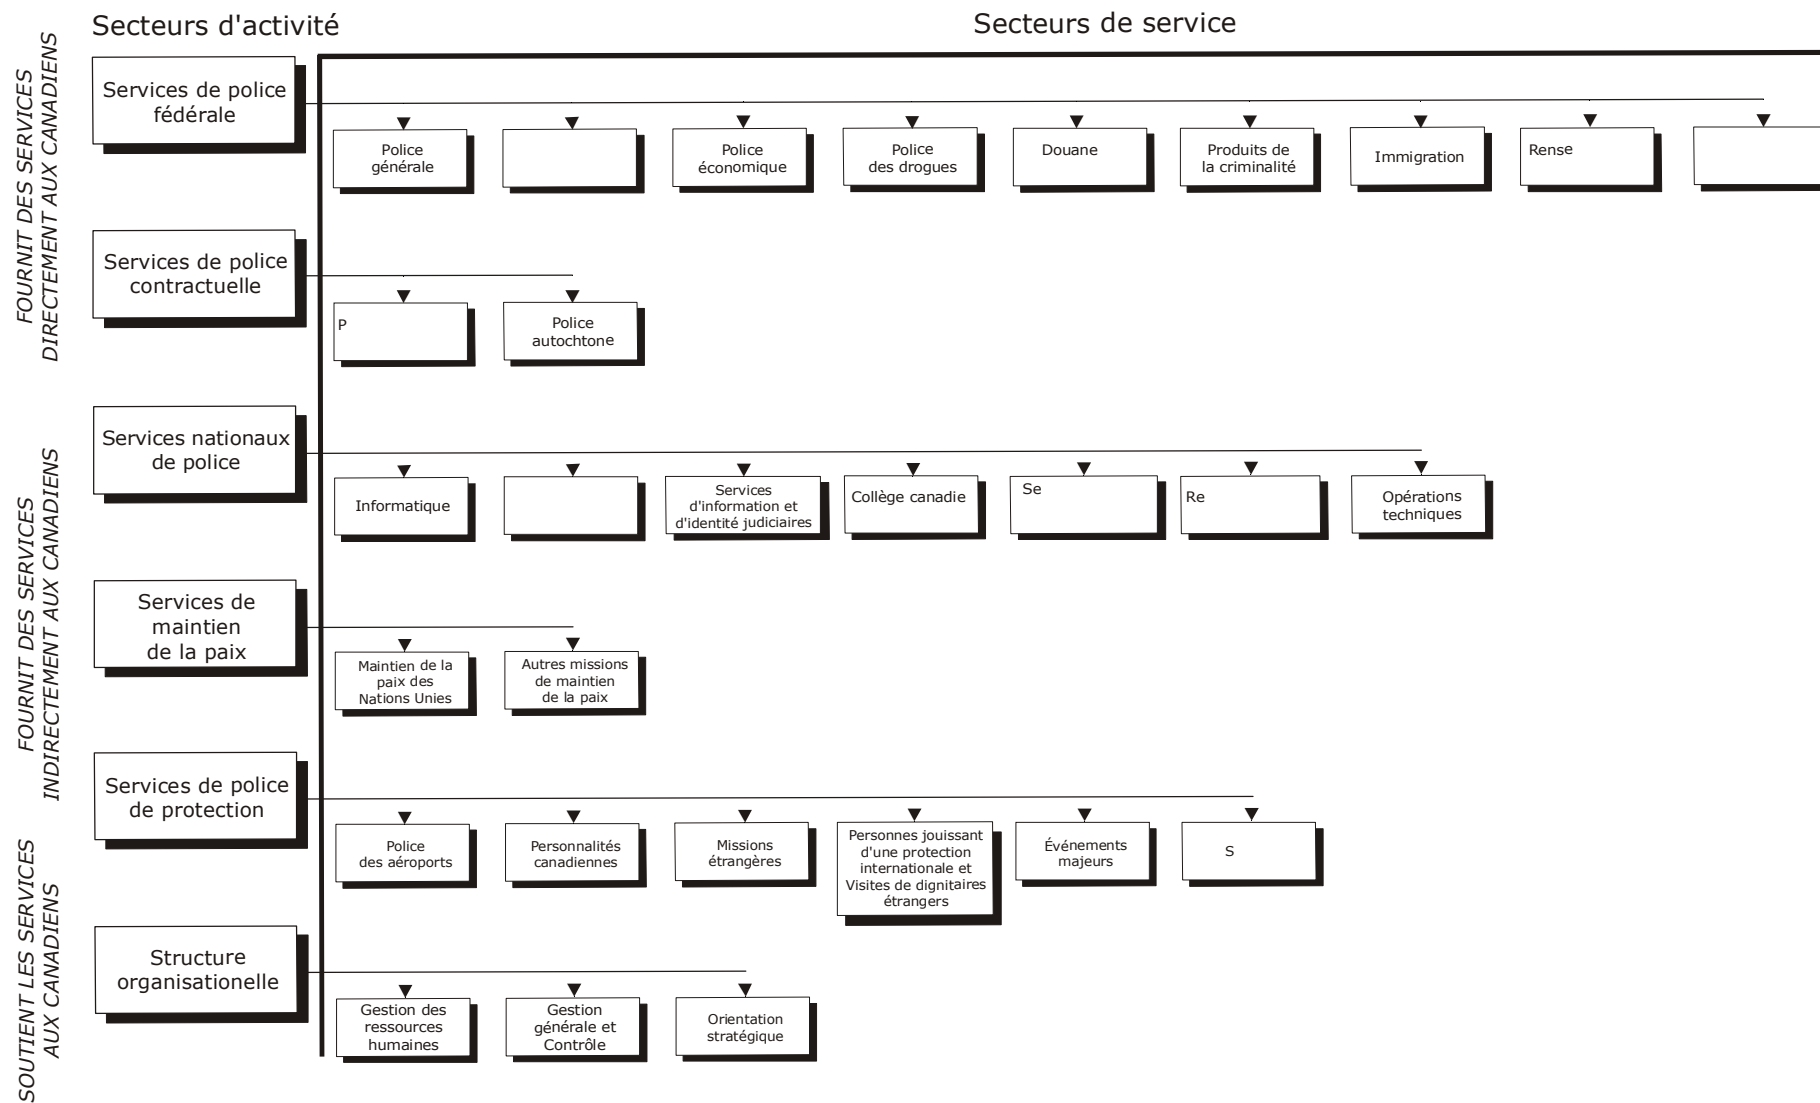 Secteurs d'activité
Secteurs de service
FOURNIT DES SERVICES
DIRECTEMENT AUX CANADIENS
Services de police
fédérale
Police
générale
Police
économique
Police
des drogues
Douane
Produits de
la criminalité
Immigration
Rense
Services de police
contractuelle
P
Police
autochtone
FOURNIT DES SERVICES
INDIRECTEMENT AUX CANADIENS
Services nationaux
de police
Informatique
Services
d'information et
d'identité judiciaires
Collège canadie
Se
Re
Opérations
techniques
Services de
maintien
de la paix
Maintien de la
paix des
Nations Unies
Autres missions
de maintien
de la paix
Services de police
de protection
Police
des aéroports
Personnalités
canadiennes
Missions
étrangères
Personnes jouissant
d'une protection
internationale et
Visites de dignitaires
étrangers
Événements
majeurs
S
SOUTIENT LES SERVICES
AUX CANADIENS
Structure
organisationelle
Gestion des
ressources
humaines
Gestion
générale et
Contrôle
Orientation
stratégique